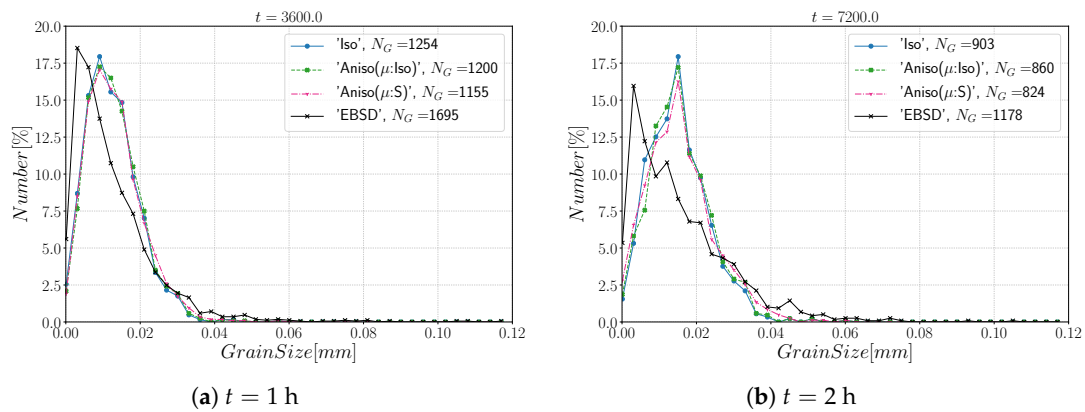 t = 3600.0
Number[%]
20.0
17.5
15.0
12.5
10.0
7.5
5.0
2.5
0.0
'Iso', N_G =1254
'Aniso(μ:Iso)', N_G =1200
'Aniso(μ:S)', N_G =1155
'EBSD', N_G =1695
0.00 0.02 0.04 0.06 0.08 0.10 0.12
GrainSize[mm]
(a) t = 1 h
t = 7200.0
Number[%]
20.0
17.5
15.0
12.5
10.0
7.5
5.0
2.5
0.0
'Iso', N_G =903
'Aniso(μ:Iso)', N_G =860
'Aniso(μ:S)', N_G =824
'EBSD', N_G =1178
0.00 0.02 0.04 0.06 0.08 0.10 0.12
GrainSize[mm]
(b) t = 2 h